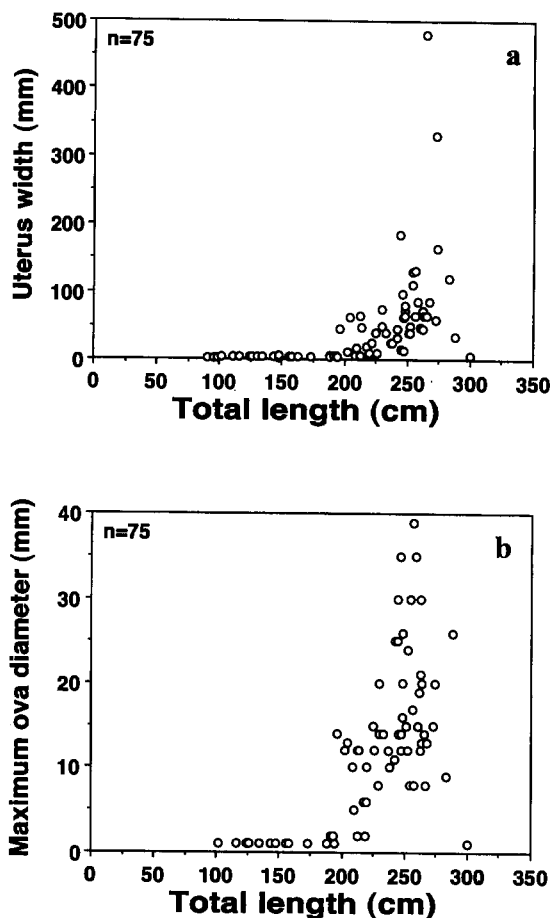 n=75
a
500
400
300
200
100
0
Uterus width (mm)
0 50 100 150 200 250 300 350
Total length (cm)
n=75
b
40
30
20
10
0
Maximum ova diameter (mm)
0 50 100 150 200 250 300 350
Total length (cm)